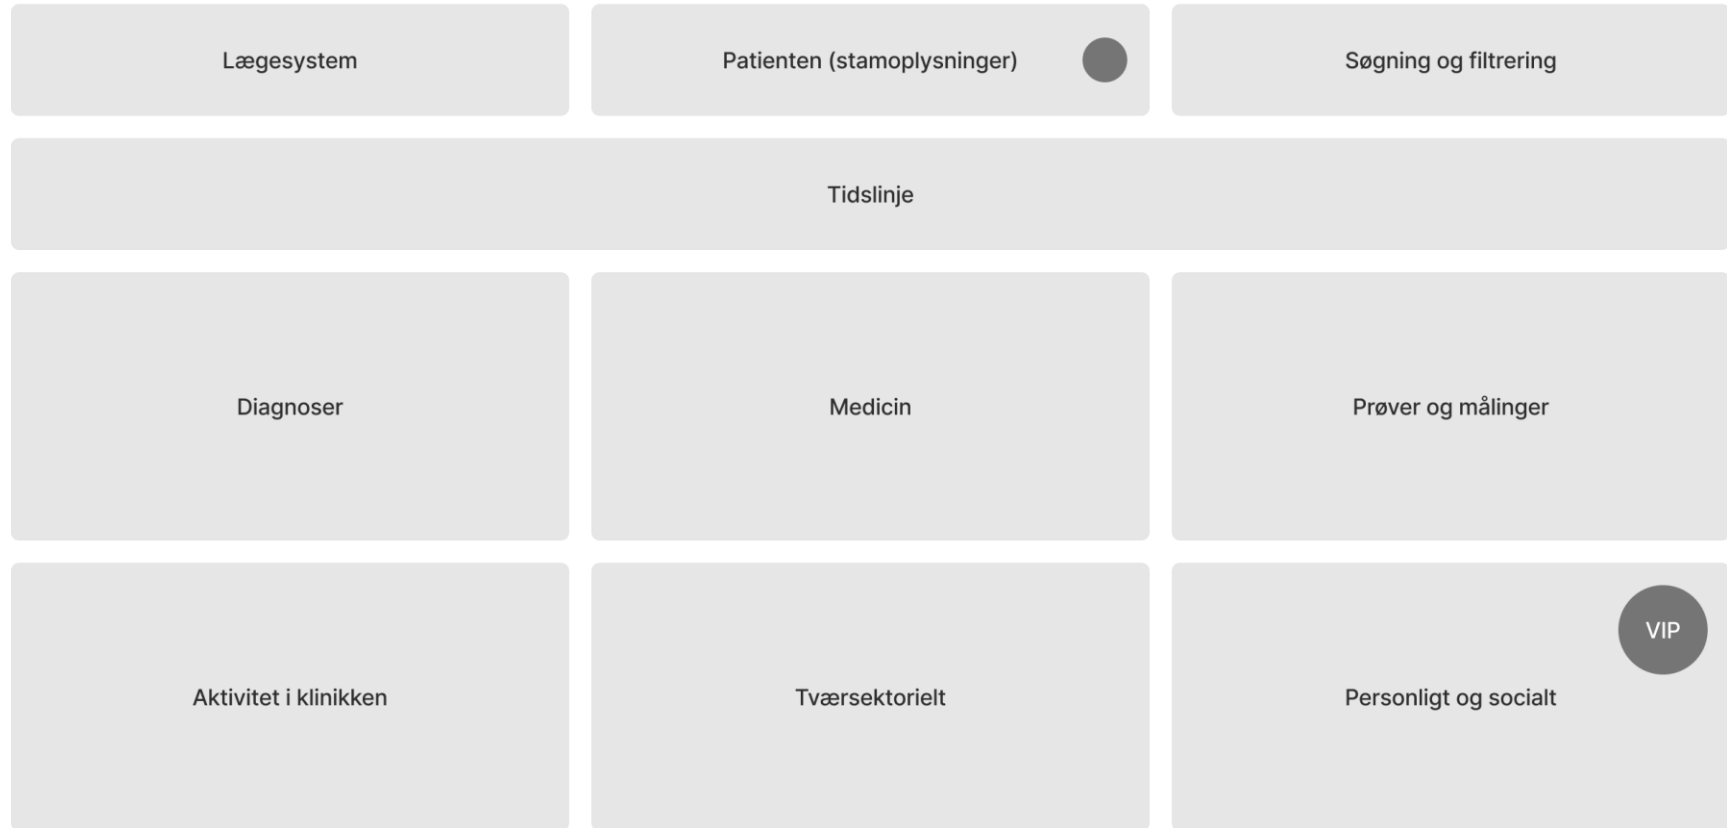 Lægesystem
Patienten (stamoplysninger)
Søgning og filtrering
Tidslinje
Diagnoser
Medicin
Prøver og målinger
VIP
Aktivitet i klinikken
Tværsektorielt
Personligt og socialt